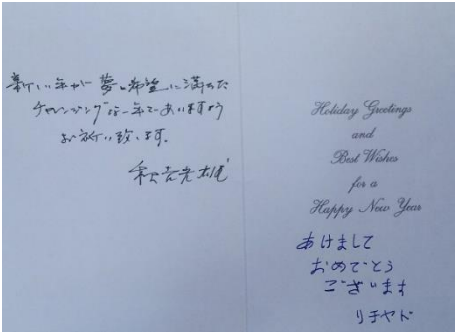 新しい年が夢と希望に満ちた
チャレンジングな一年でありますよう
お祈り致します。
Holiday Greetings
and
Best Wishes
for a
Happy New Year
あけまして
おめでとう
ございます
リチャド